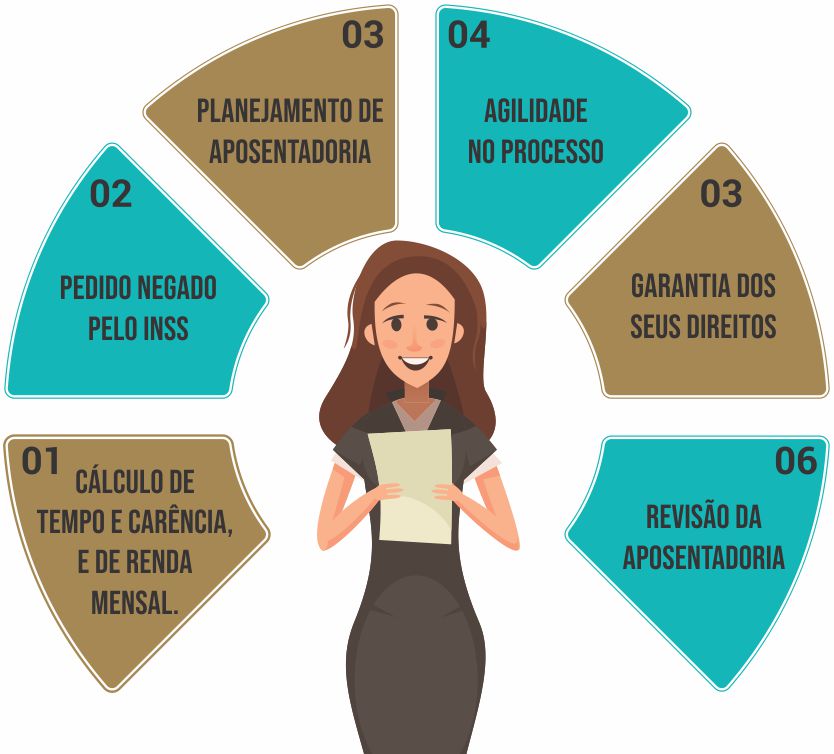 01
CÁLCULO DE
TEMPO E CARÊNCIA,
E DE RENDA
MENSAL.
02
PEDIDO NEGADO
PELO INSS
03
PLANEJAMENTO DE
APOSENTADORIA
04
AGILIDADE
NO PROCESSO
03
GARANTIA DOS
SEUS DIREITOS
06
REVISÃO DA
APOSENTADORIA